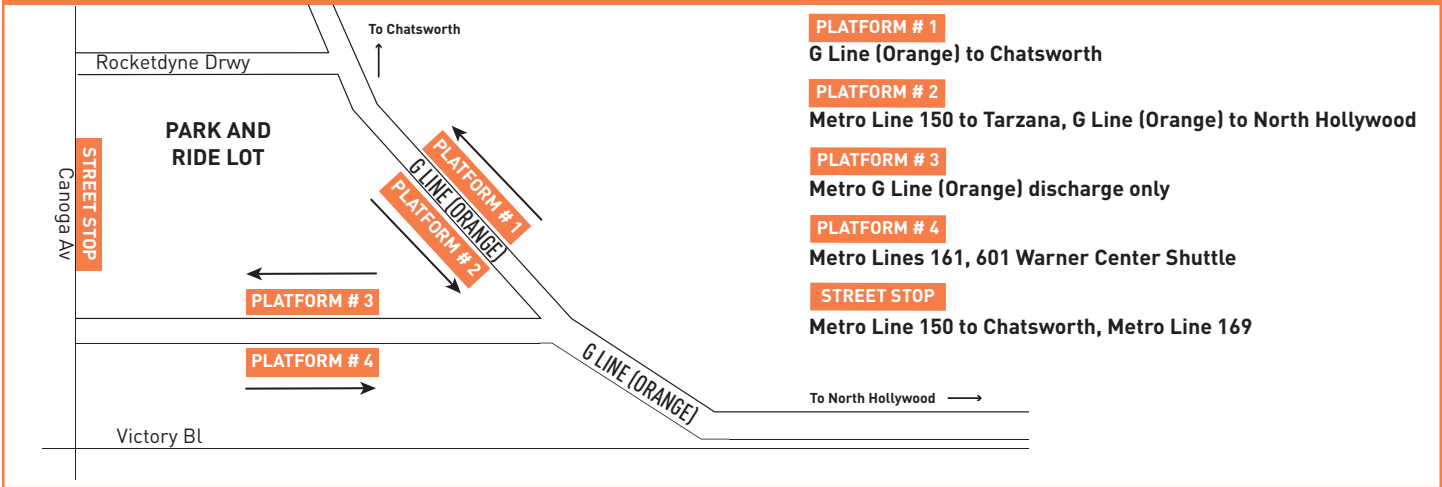 To Chatsworth
Rocketdyne Drwy
PARK AND
RIDE LOT
STREET STOP
Canoga Av
PLATFORM # 1
G LINE (ORANGE)
PLATFORM # 2
PLATFORM # 3
PLATFORM # 4
G LINE (ORANGE)
Victory Bl
To North Hollywood
PLATFORM # 1
G Line (Orange) to Chatsworth
PLATFORM # 2
Metro Line 150 to Tarzana, G Line (Orange) to North Hollywood
PLATFORM # 3
Metro G Line (Orange) discharge only
PLATFORM # 4
Metro Lines 161, 601 Warner Center Shuttle
STREET STOP
Metro Line 150 to Chatsworth, Metro Line 169